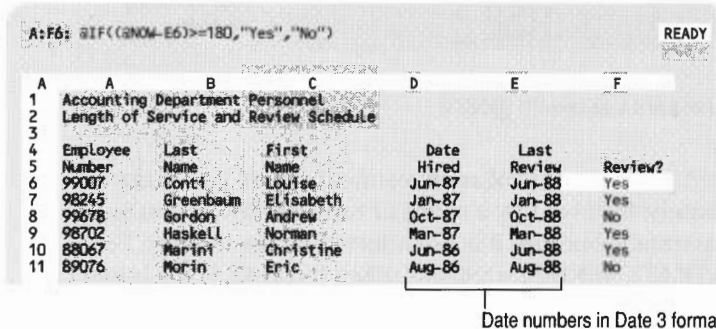 A:F6: @IF((@NOW-E6)>=180,"Yes","No") READY
A A B C D E F
1 Accounting Department Personnel
2 Length of Service and Review Schedule
3
4 Employee Last First Date Last
5 Number Name Name Hired Review Review?
6 99007 Conti Louise Jun-87 Jun-88 Yes
7 98245 Greenbaum Elisabeth Jan-87 Jan-88 Yes
8 99678 Gordon Andrew Oct-87 Oct-88 No
9 98702 Haskell Norman Mar-87 Mar-88 Yes
10 88067 Marini Christine Jun-86 Jun-88 Yes
11 89076 Morin Eric Aug-86 Aug-88 No
Date numbers in Date 3 forma